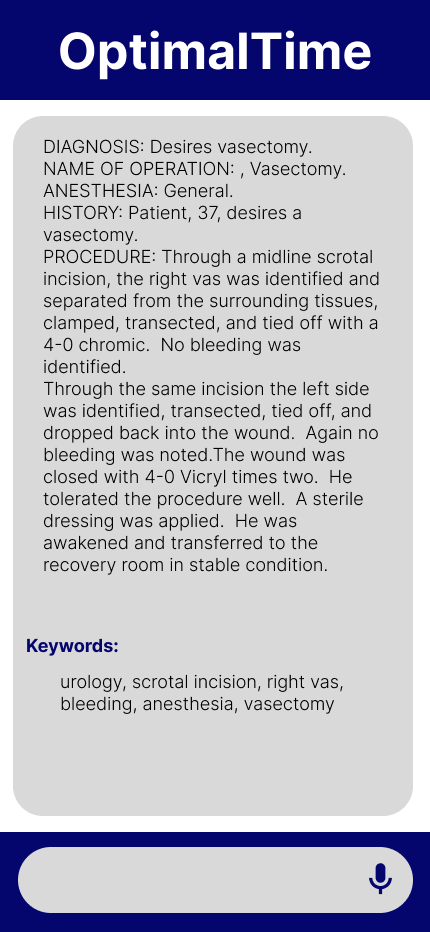 OptimalTime
DIAGNOSIS: Desires vasectomy.
NAME OF OPERATION: , Vasectomy.
ANESTHESIA: General.
HISTORY: Patient, 37, desires a
vasectomy.
PROCEDURE: Through a midline scrotal
incision, the right vas was identified and
separated from the surrounding tissues,
clamped, transected, and tied off with a
4-0 chromic.  No bleeding was
identified.
Through the same incision the left side
was identified, transected, tied off, and
dropped back into the wound.  Again no
bleeding was noted.The wound was
closed with 4-0 Vicryl times two.  He
tolerated the procedure well.  A sterile
dressing was applied.  He was
awakened and transferred to the
recovery room in stable condition.
Keywords:
urology, scrotal incision, right vas,
bleeding, anesthesia, vasectomy